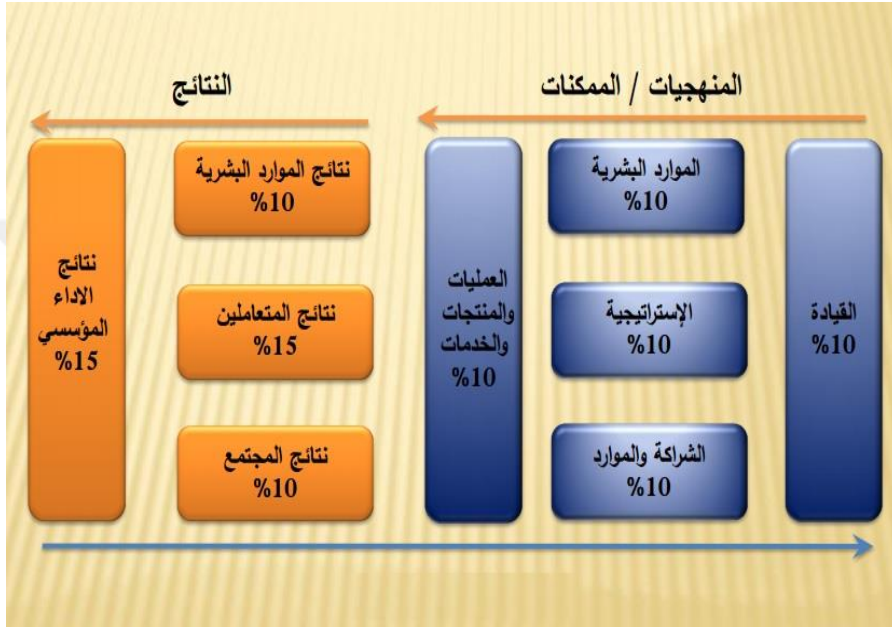 المنهجيات / الممكنات
القيادة
%10
الموارد البشرية
%10
الإستراتيجية
%10
الشراكة والموارد
%10
العمليات
والمنتجات
والخدمات
%10
النتائج
نتائج الموارد البشرية
%10
نتائج المتعاملين
%15
نتائج المجتمع
%10
نتائج
الاداء
المؤسسي
%15